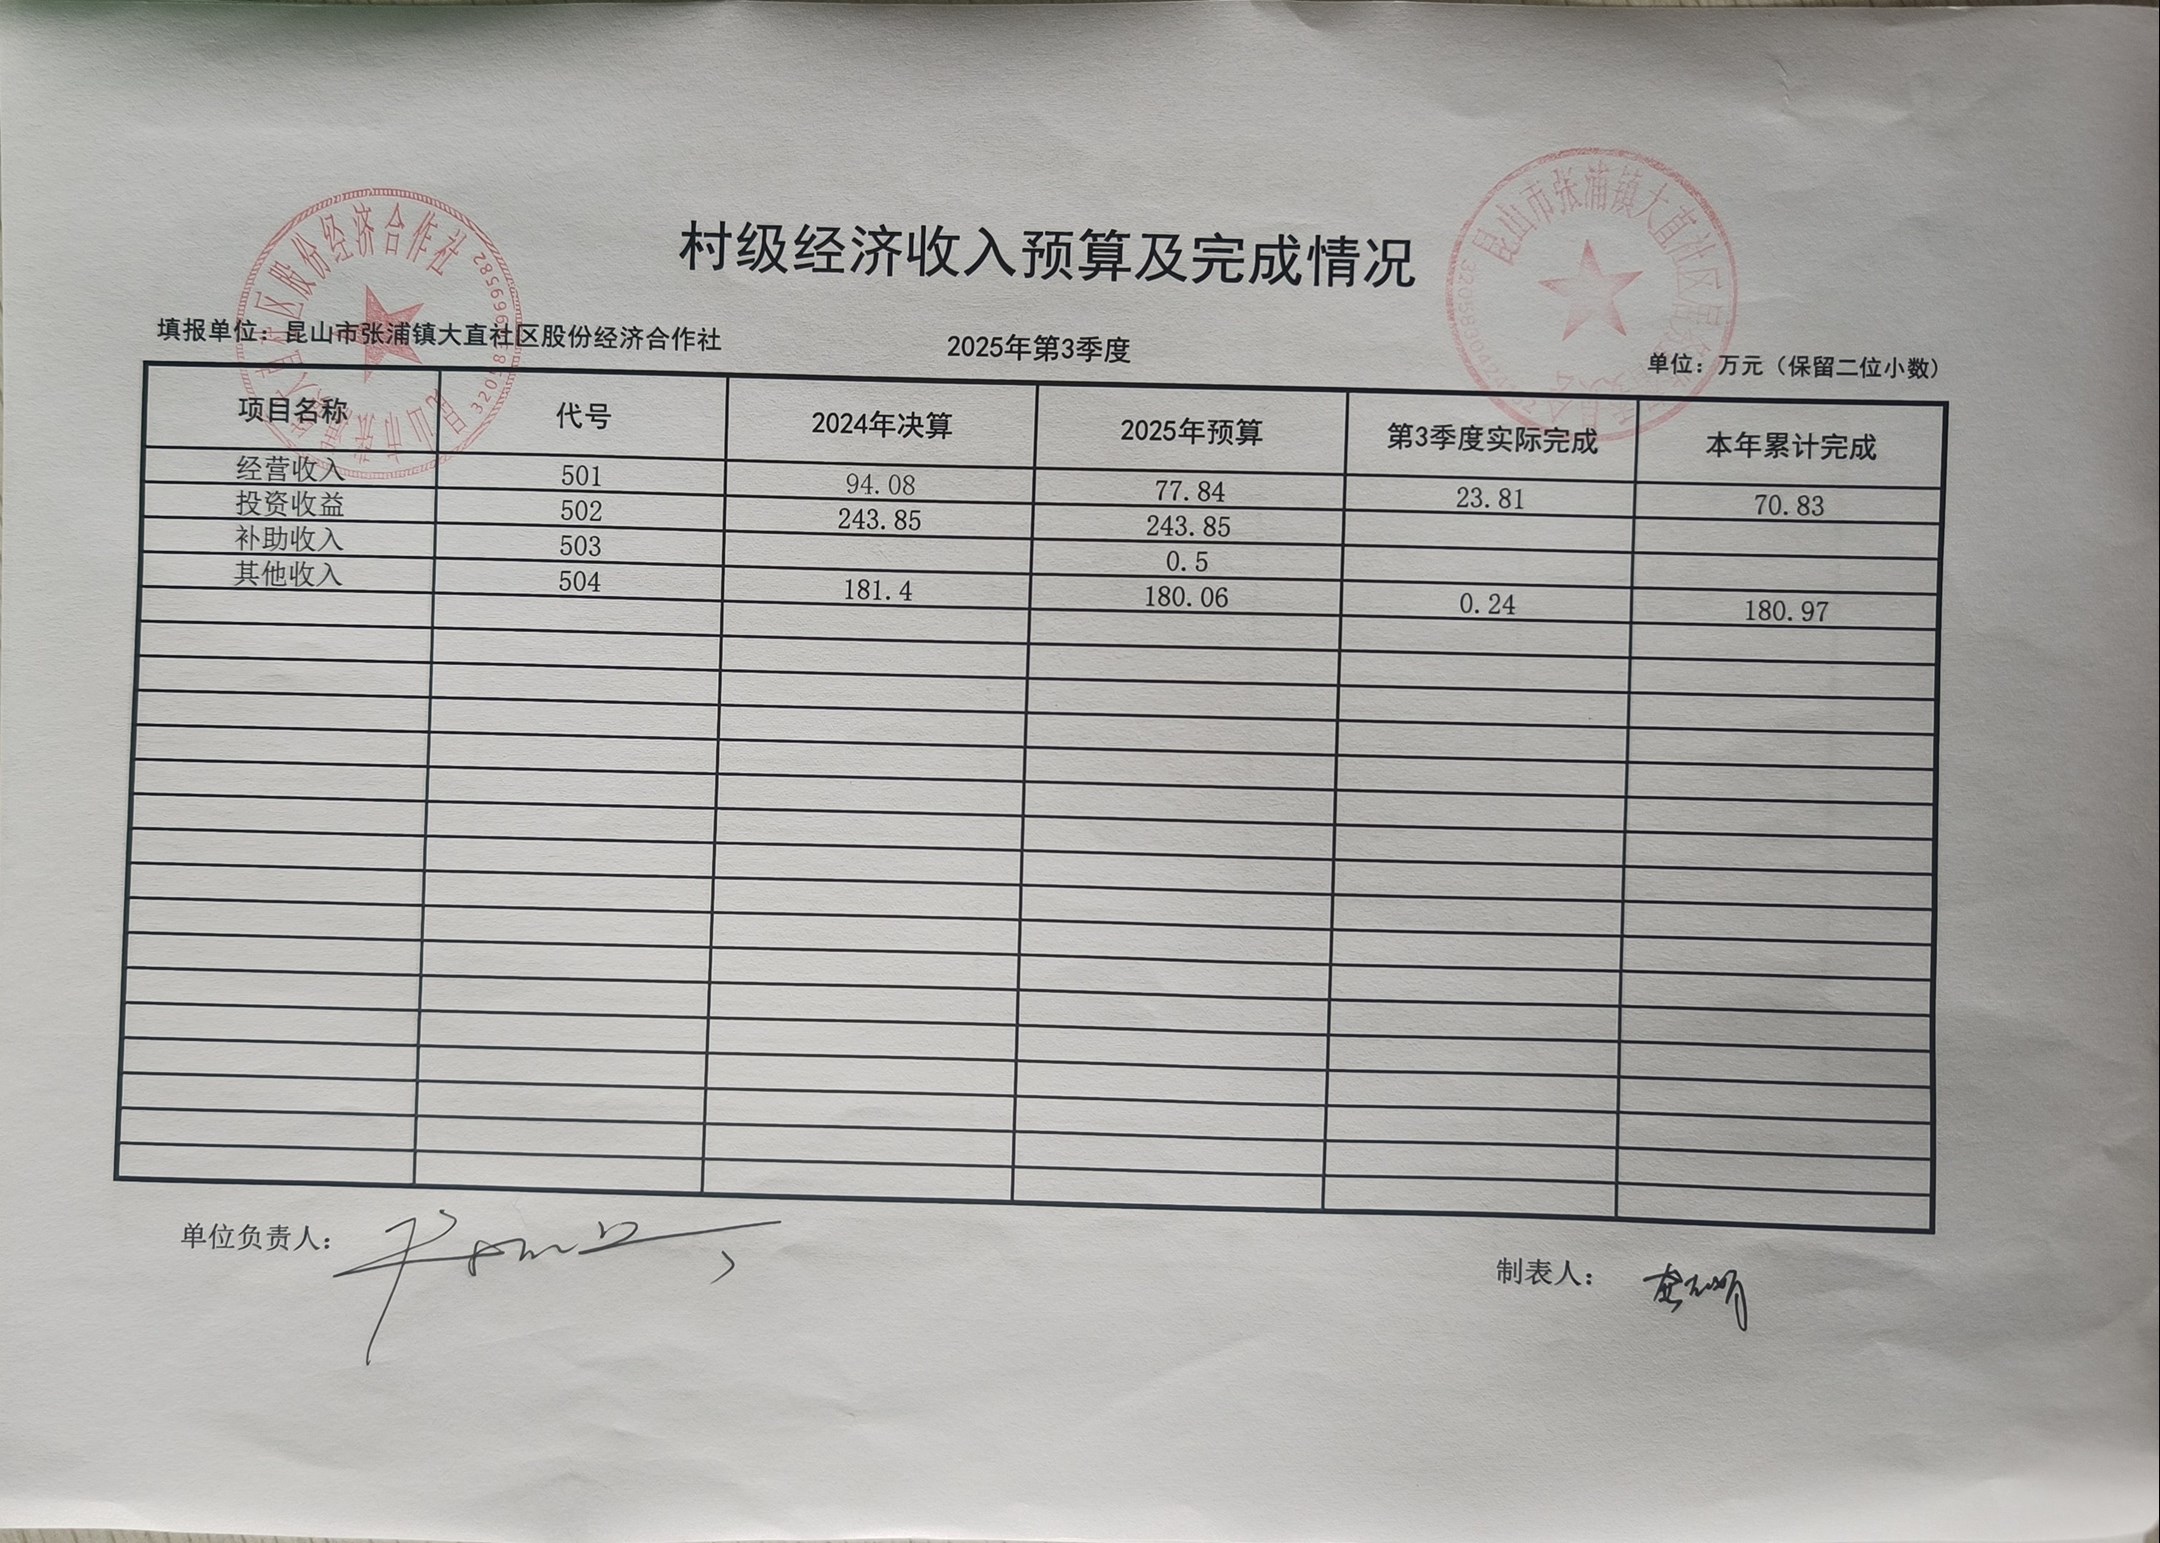 村级经济收入预算及完成情况
填报单位：昆山市张浦镇大直社区股份经济合作社 2025年第3季度 单位：万元（保留二位小数）
项目名称 代号 2024年决算 2025年预算 第3季度实际完成 本年累计完成
经营收入 501 94.08 77.84 23.81 70.83
投资收益 502 243.85 243.85
补助收入 503 0.5
其他收入 504 181.4 180.06 0.24 180.97
单位负责人：
制表人：